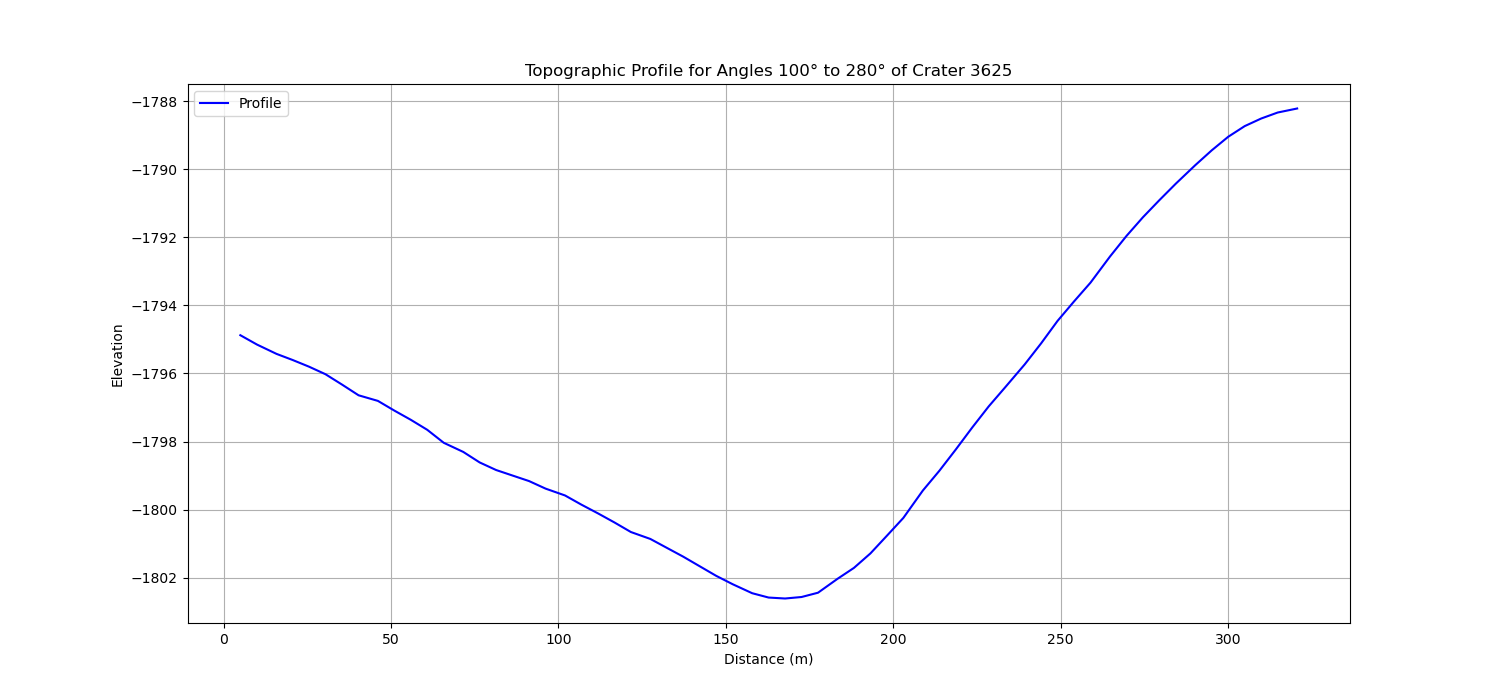 Topographic Profile for Angles 100° to 280° of Crater 3625
Profile
−1788
−1790
−1792
−1794
−1796
−1798
−1800
−1802
Elevation
0 50 100 150 200 250 300
Distance (m)